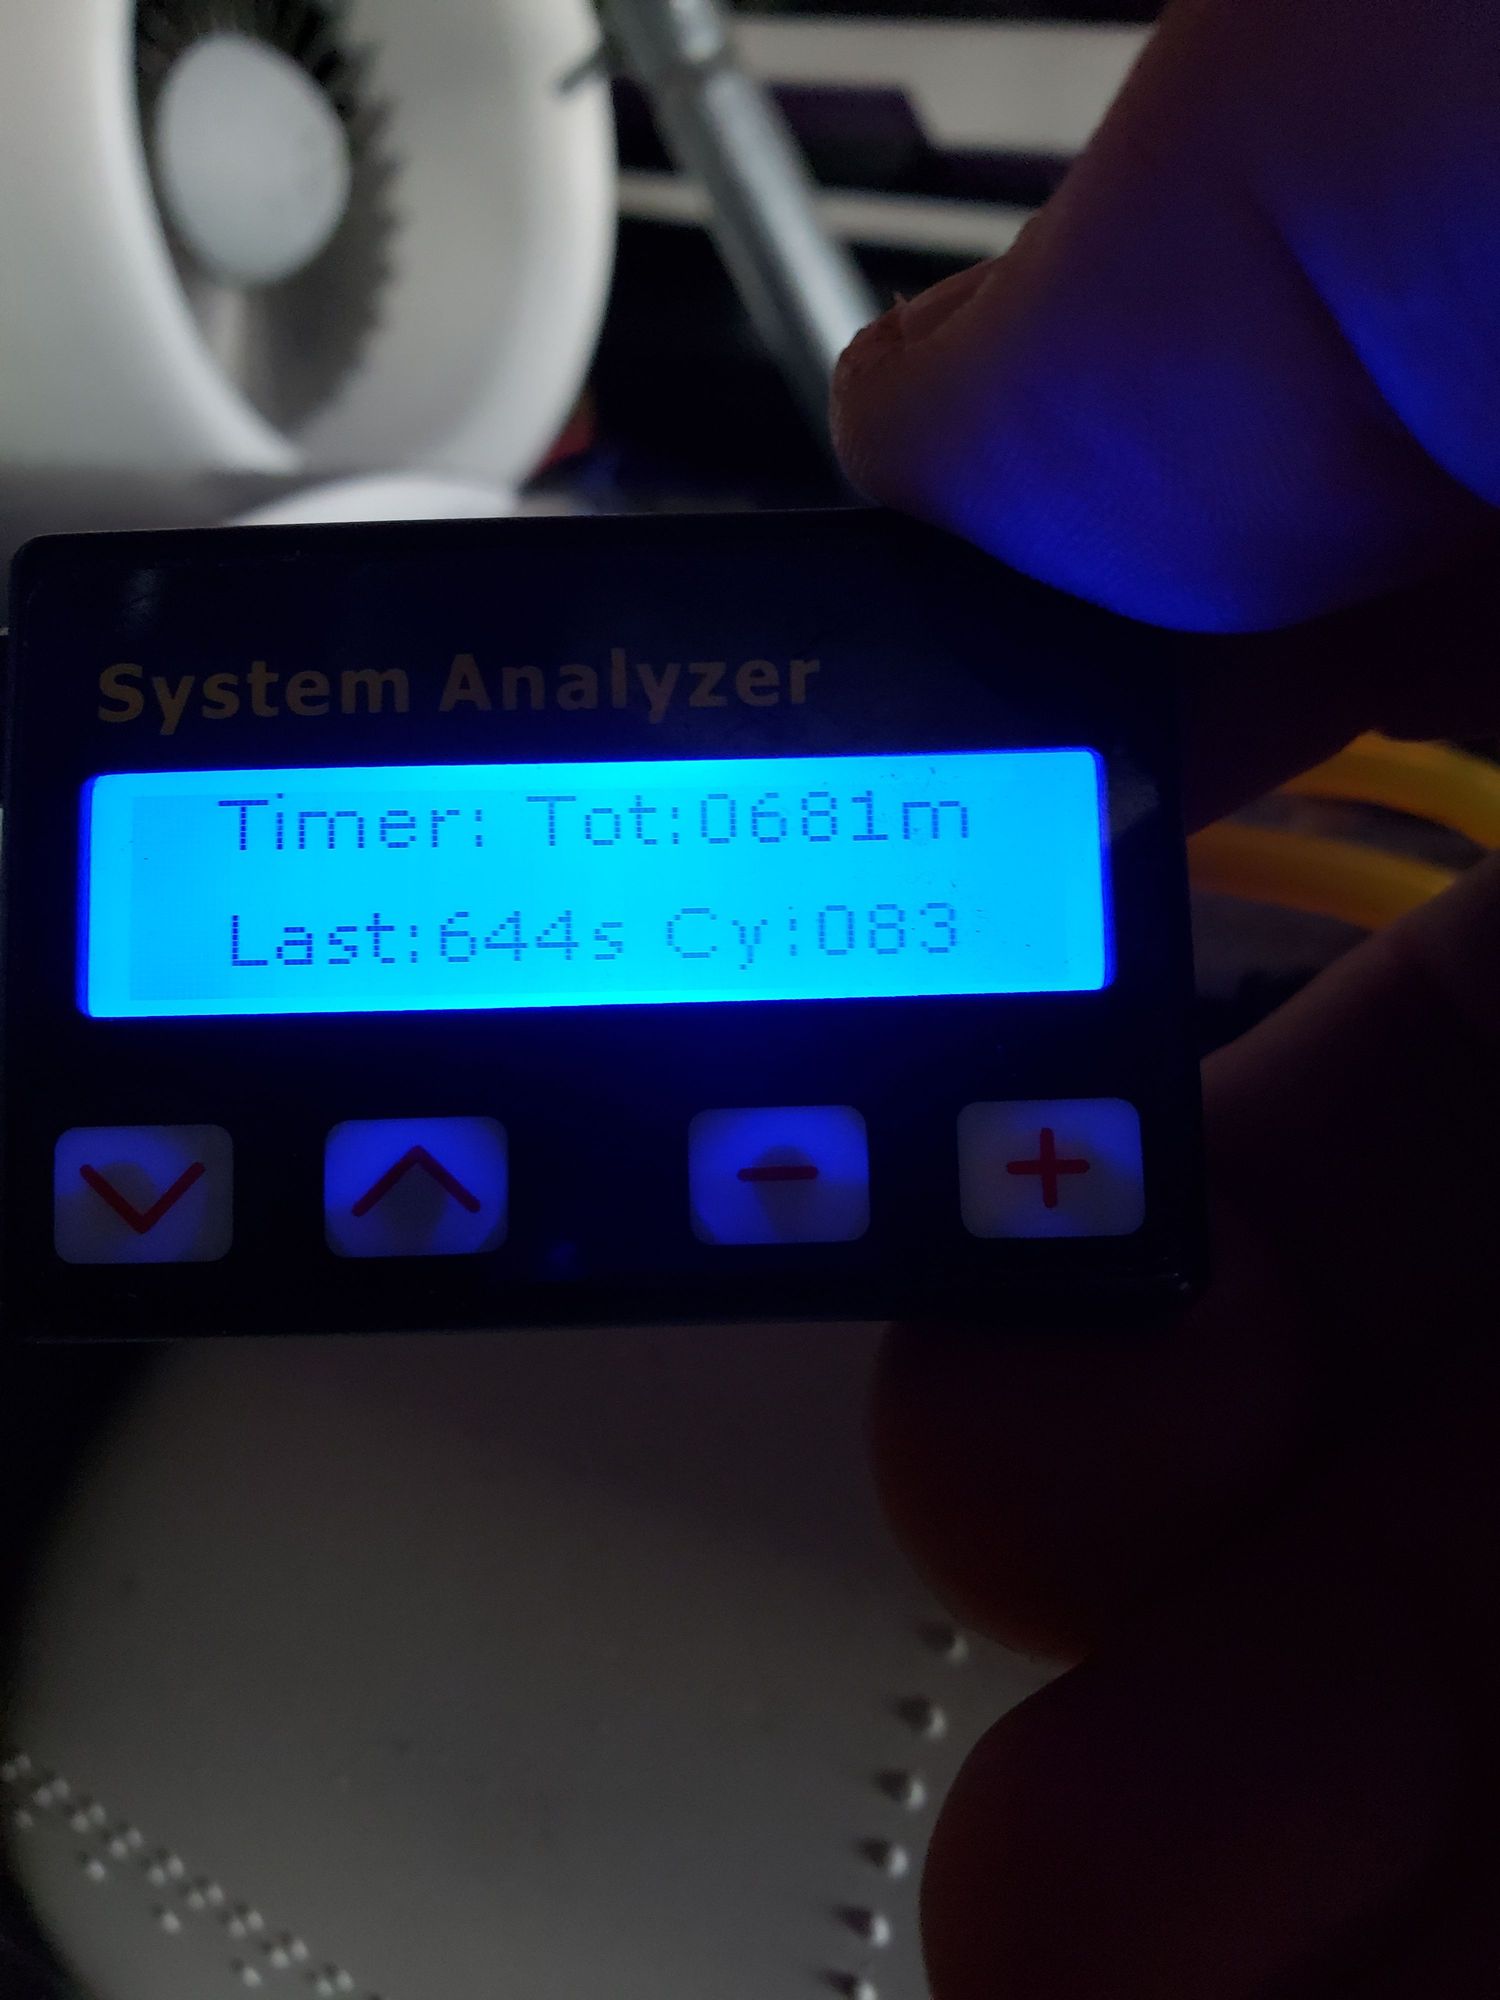 System Analyzer
Timer: Tot:0681m
Last:644s Cy:083